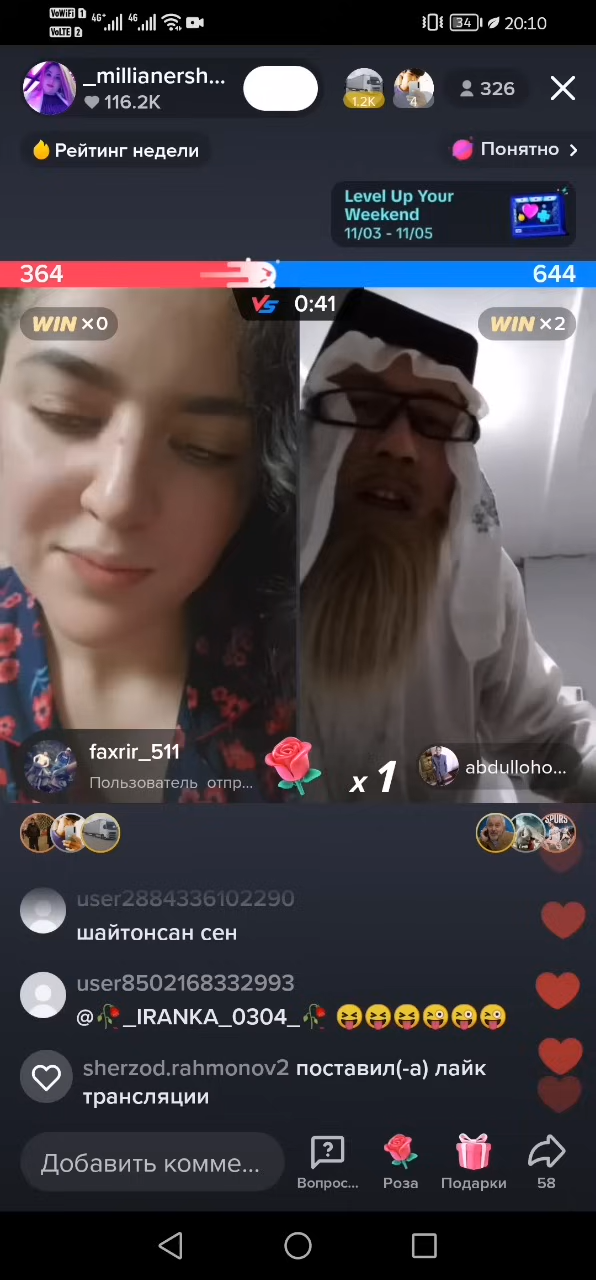 VoWiFi 1
VoLTE 2
4G+
4G
34
20:10
_millianersh...
116.2K
1.2K
4
326
Рейтинг недели
Понятно
Level Up Your
Weekend
11/03 - 11/05
364
644
VS 0:41
WIN ×0
WIN ×2
faxrir_511
Пользователь отпр...
x 1
abdulloho...
SPURS
user2884336102290
шайтонсан сен
user8502168332993
@🥀_IRANKA_0304_🥀 😝😝😝😜😜😜
sherzod.rahmonov2 поставил(-а) лайк
трансляции
Добавить комме...
Вопрос...
Роза
Подарки
58